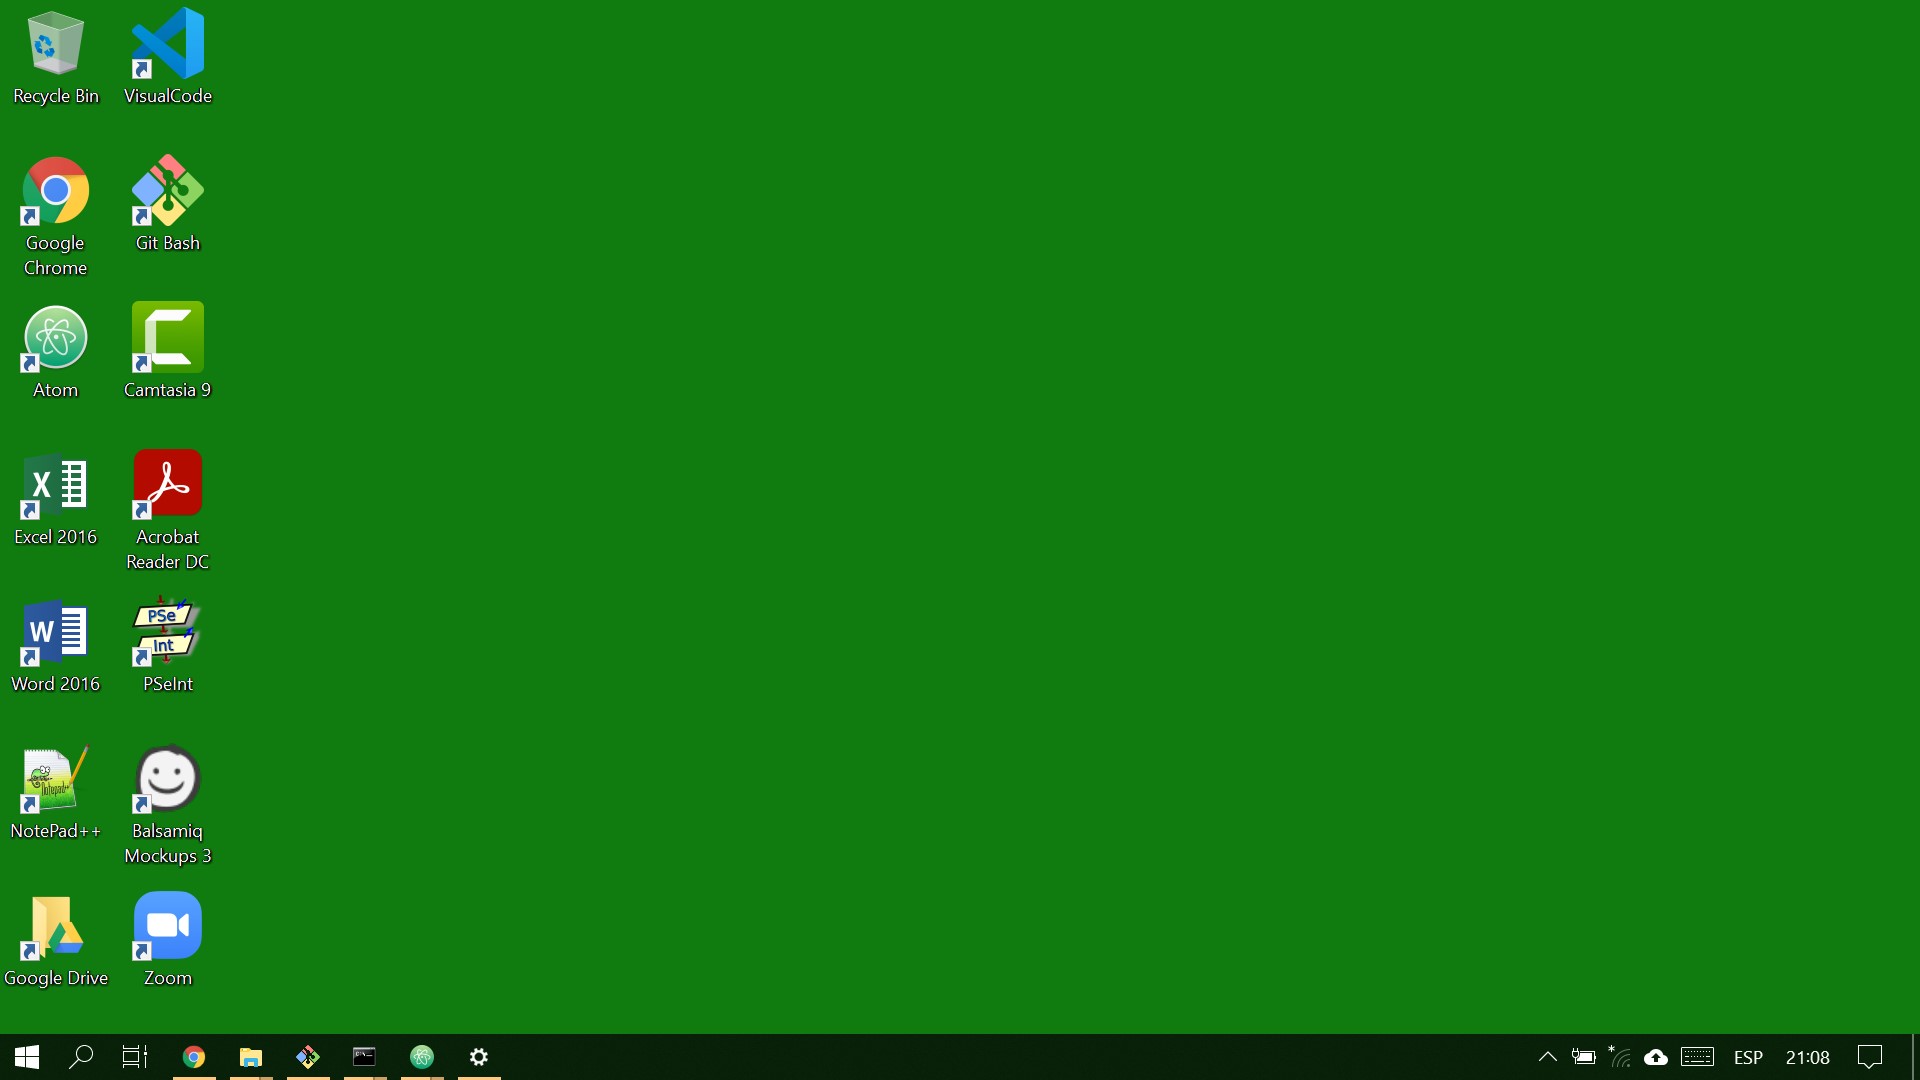 Recycle Bin
VisualCode
Google
Chrome
Git Bash
Atom
Camtasia 9
X
Excel 2016
Acrobat
Reader DC
W
Word 2016
PSe
Int
PSeInt
Notepad++
NotePad++
Balsamiq
Mockups 3
Google Drive
Zoom
ESP
21:08